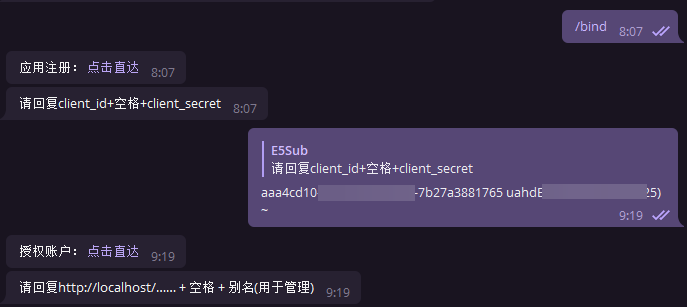 /bind 8:07
应用注册： 点击直达 8:07
请回复client_id+空格+client_secret 8:07
E5Sub
请回复client_id+空格+client_secret
aaa4cd10 -7b27a3881765 uahdE 25)
~ 9:19
授权账户： 点击直达 9:19
请回复http://localhost/...... + 空格 + 别名(用于管理) 9:19